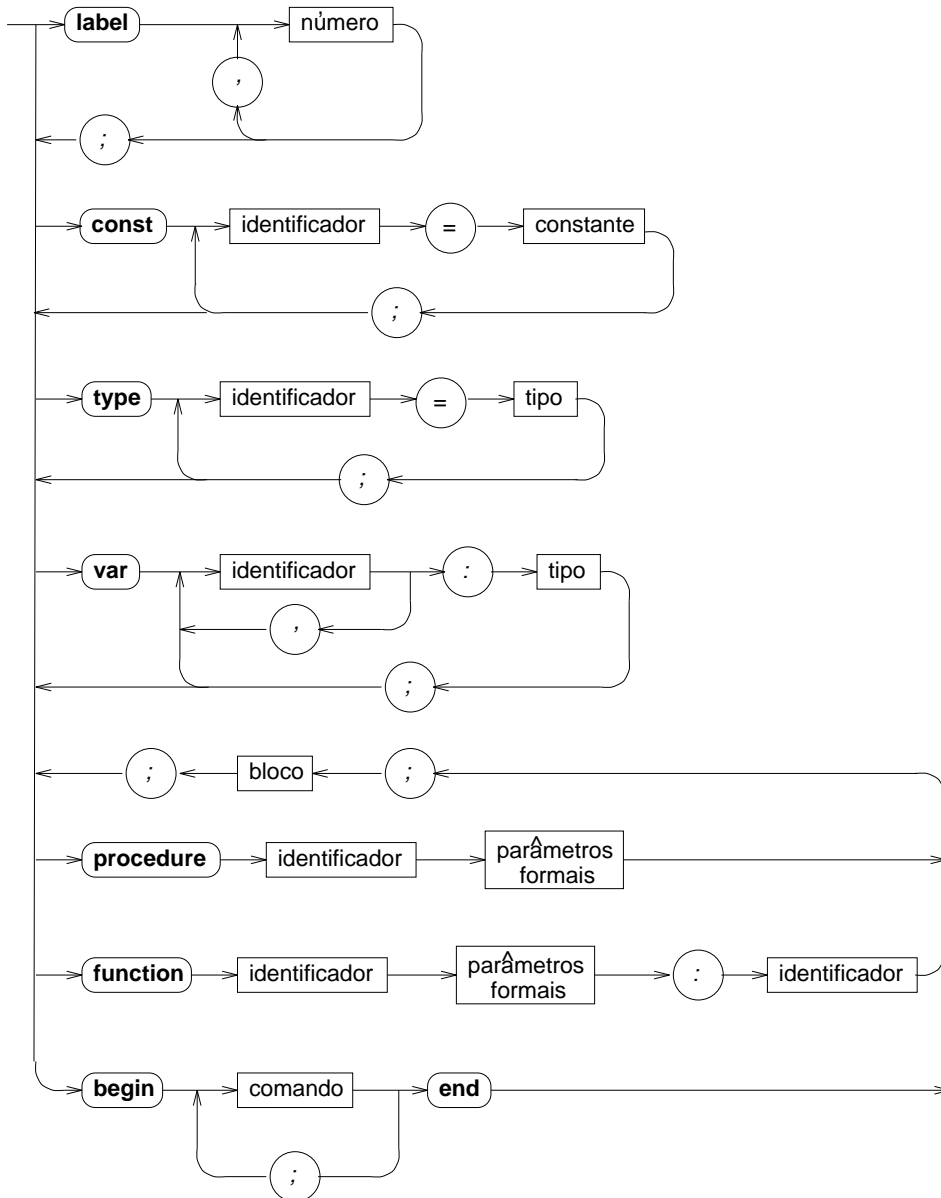 label , número
;
const identificador = constante
;
type identificador = tipo
;
var identificador : tipo
,
;
; bloco ;
procedure identificador parâmetros formais
function identificador parâmetros formais : identificador
begin comando end
;